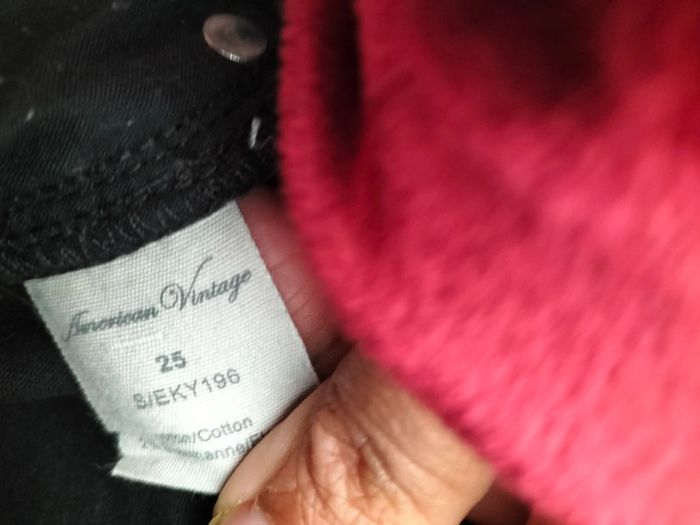 American Vintage
25
S/EKY196
/Cotton